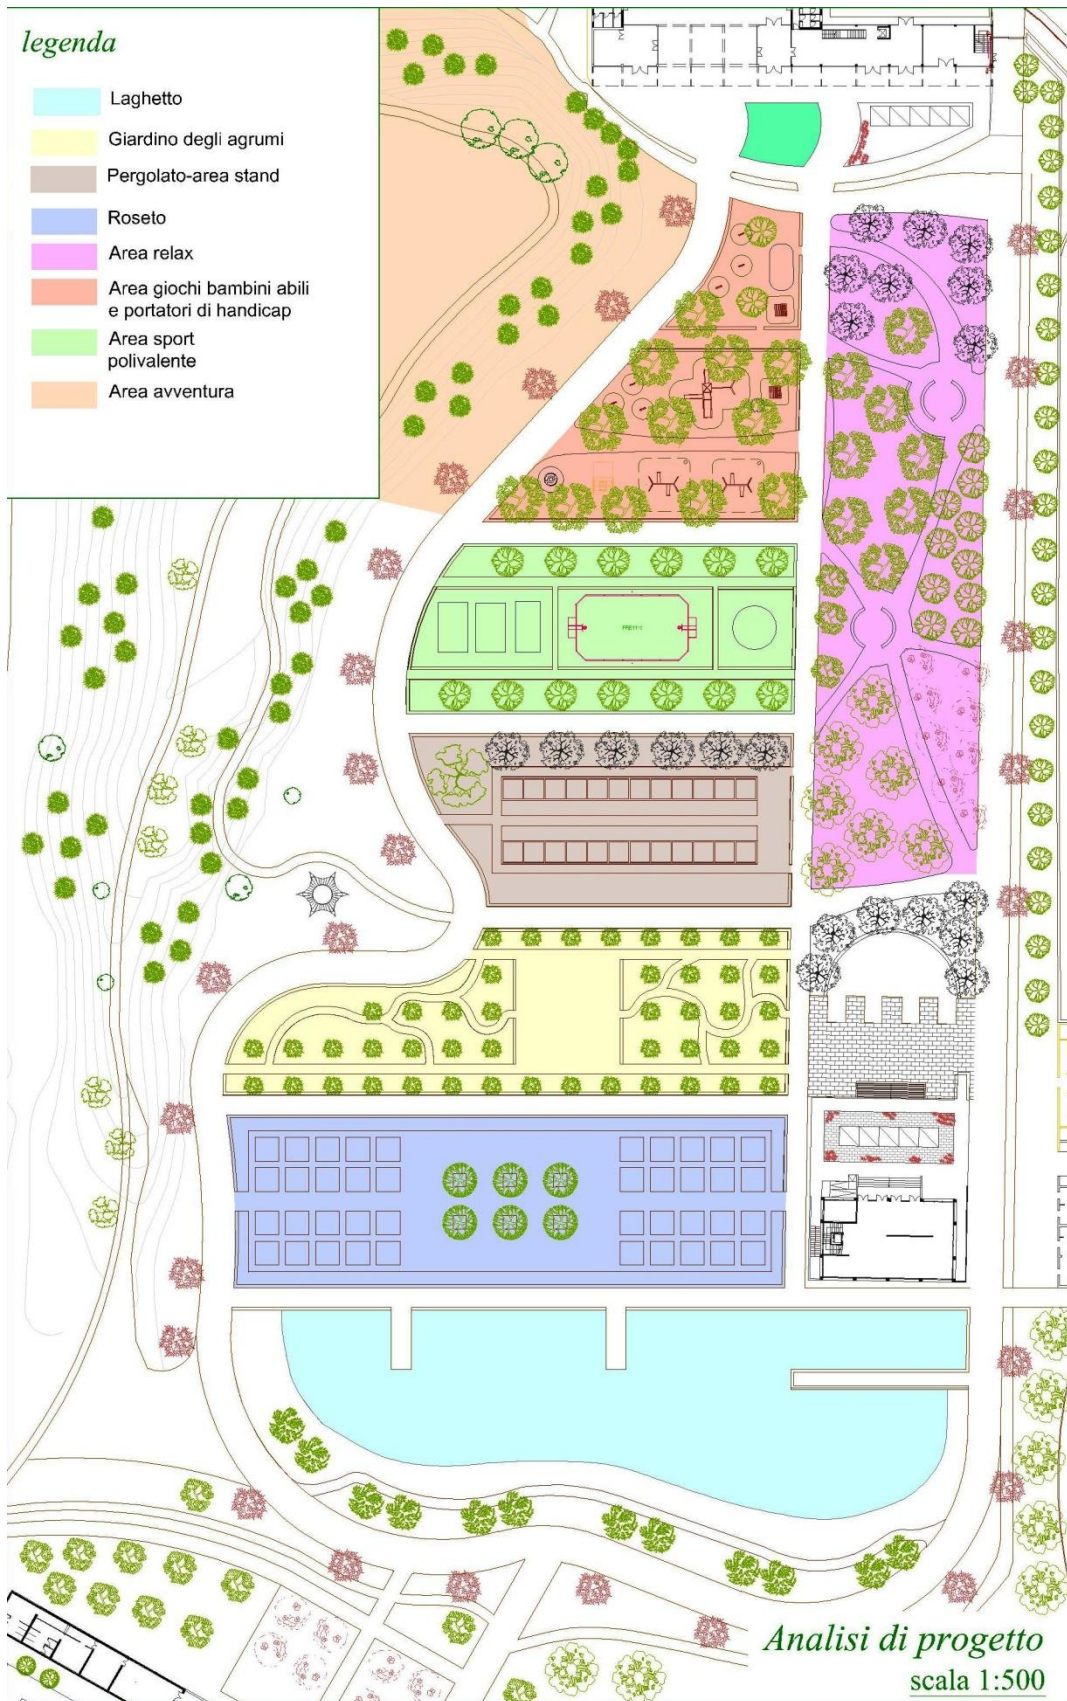 legenda
Laghetto
Giardino degli agrumi
Pergolato-area stand
Roseto
Area relax
Area giochi bambini abili
e portatori di handicap
Area sport
polivalente
Area avventura
Analisi di progetto
scala 1:500